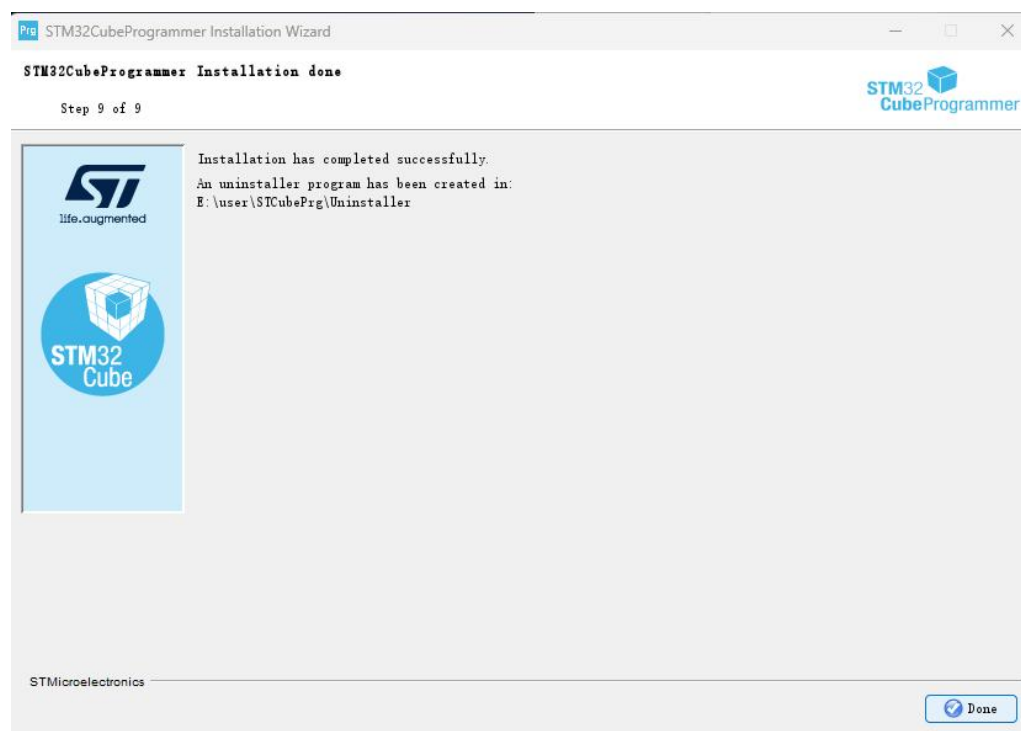 Prg STM32CubeProgrammer Installation Wizard
STM32CubeProgrammer Installation done
Step 9 of 9
STM32
CubeProgrammer
Installation has completed successfully.
An uninstaller program has been created in:
E:\user\STCubePrg\Uninstaller
ST
life.augmented
STM32
Cube
STMicroelectronics
Done